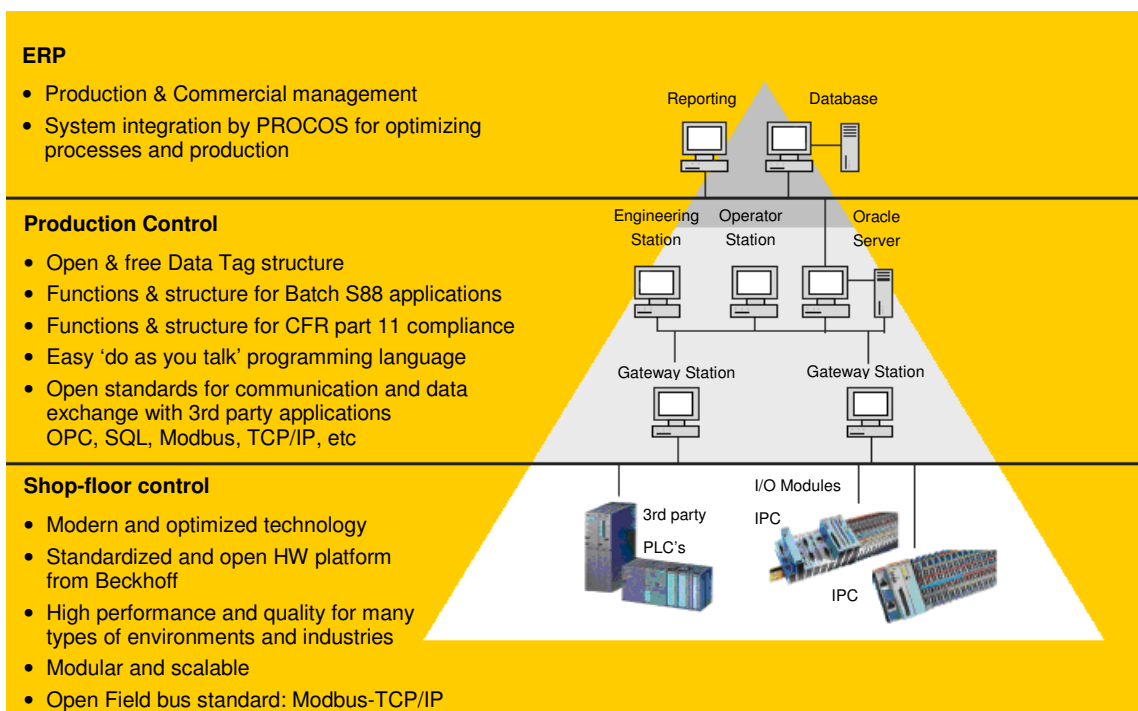 ERP
• Production & Commercial management
• System integration by PROCOS for optimizing
processes and production
Reporting
Database
Production Control
• Open & free Data Tag structure
• Functions & structure for Batch S88 applications
• Functions & structure for CFR part 11 compliance
• Easy ‘do as you talk’ programming language
• Open standards for communication and data
exchange with 3rd party applications
OPC, SQL, Modbus, TCP/IP, etc
Engineering
Station
Operator
Station
Oracle
Server
Gateway Station
Gateway Station
Shop-floor control
• Modern and optimized technology
• Standardized and open HW platform
from Beckhoff
• High performance and quality for many
types of environments and industries
• Modular and scalable
• Open Field bus standard: Modbus-TCP/IP
3rd party
PLC’s
I/O Modules
IPC
IPC